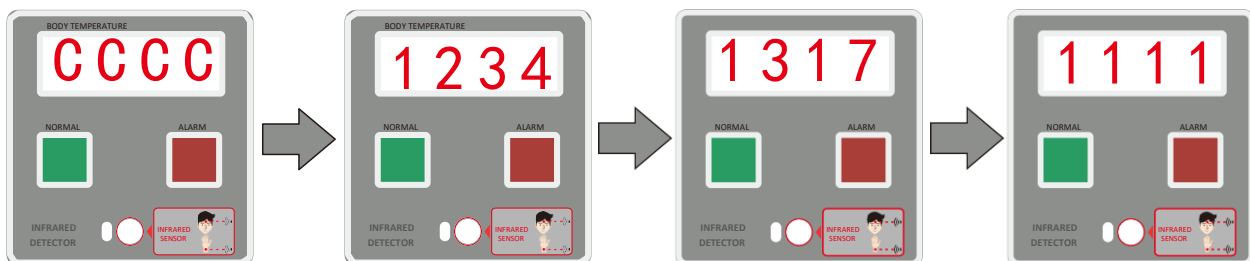 BODY TEMPERATURE
CCCC
NORMAL
ALARM
INFRARED
DETECTOR
INFRARED
SENSOR
BODY TEMPERATURE
1234
NORMAL
ALARM
INFRARED
DETECTOR
INFRARED
SENSOR
1317
NORMAL
ALARM
INFRARED
DETECTOR
INFRARED
SENSOR
1111
NORMAL
ALARM
INFRARED
DETECTOR
INFRARED
SENSOR